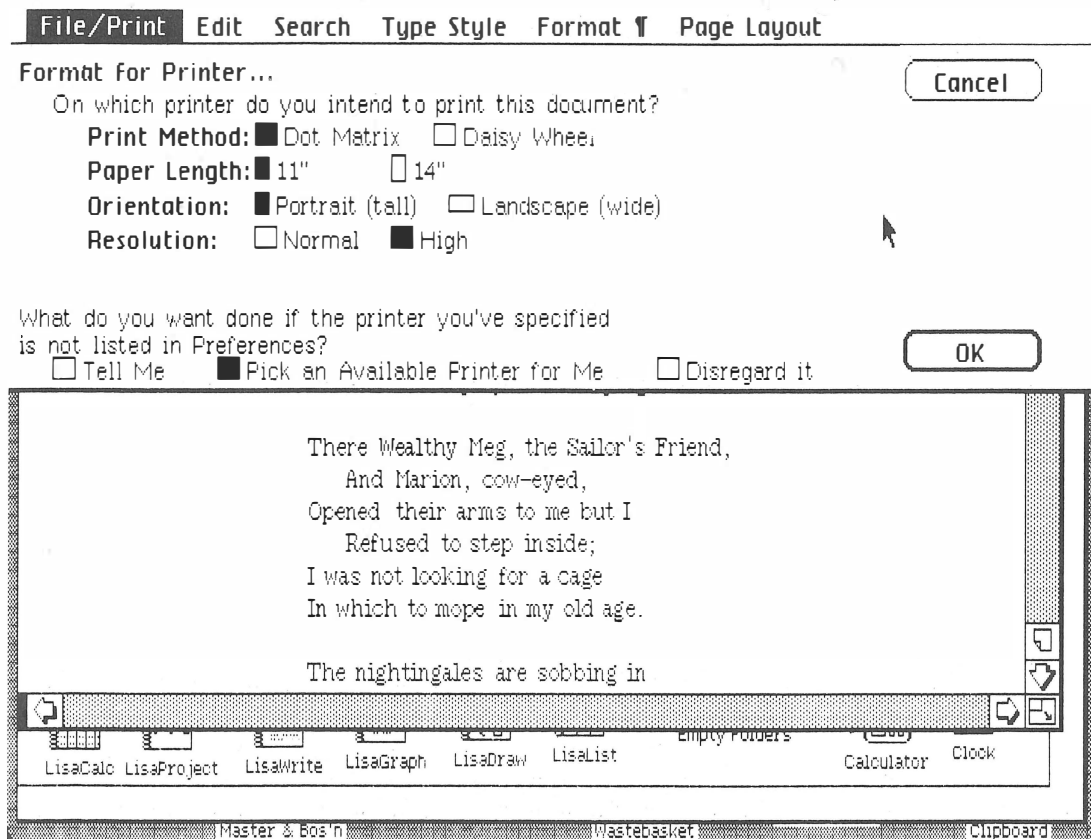 File/Print Edit Search Type Style Format ¶ Page Layout
Format for Printer...
Cancel
On which printer do you intend to print this document?
Print Method: Dot Matrix Daisy Wheel
Paper Length: 11" 14"
Orientation: Portrait (tall) Landscape (wide)
Resolution: Normal High
What do you want done if the printer you've specified
is not listed in Preferences?
OK
Tell Me Pick an Available Printer for Me Disregard it
There Wealthy Meg, the Sailor's Friend,
And Marion, cow-eyed,
Opened their arms to me but I
Refused to step inside;
I was not looking for a cage
In which to mope in my old age.
The nightingales are sobbing in
Empty Folders
LisaCalc LisaProject LisaWrite LisaGraph LisaDraw LisaList Calculator Clock
Master & Bos'n Wastebasket Clipboard